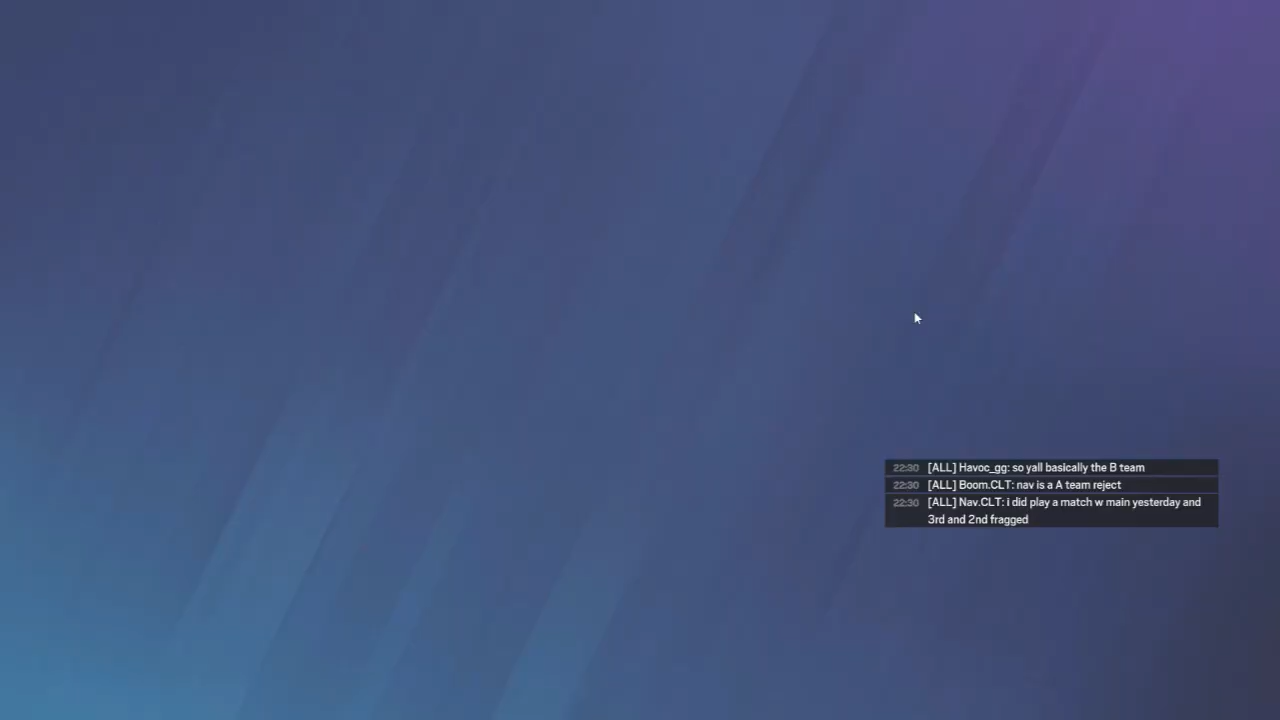 22:30 [ALL] Havoc_gg: so yall basically the B team
22:30 [ALL] Boom.CLT: nav is a A team reject
22:30 [ALL] Nav.CLT: i did play a match w main yesterday and
3rd and 2nd fragged